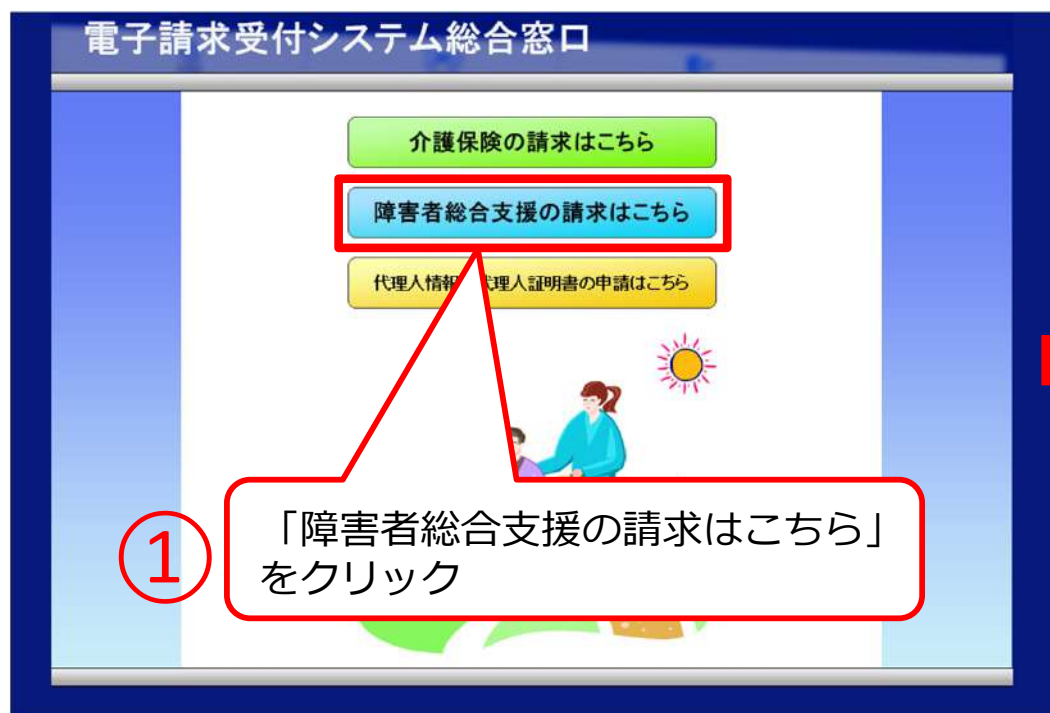 電子請求受付システム総合窓口
介護保険の請求はこちら
障害者総合支援の請求はこちら
代理人情報 代理人証明書の申請はこちら
①
「障害者総合支援の請求はこちら」
をクリック